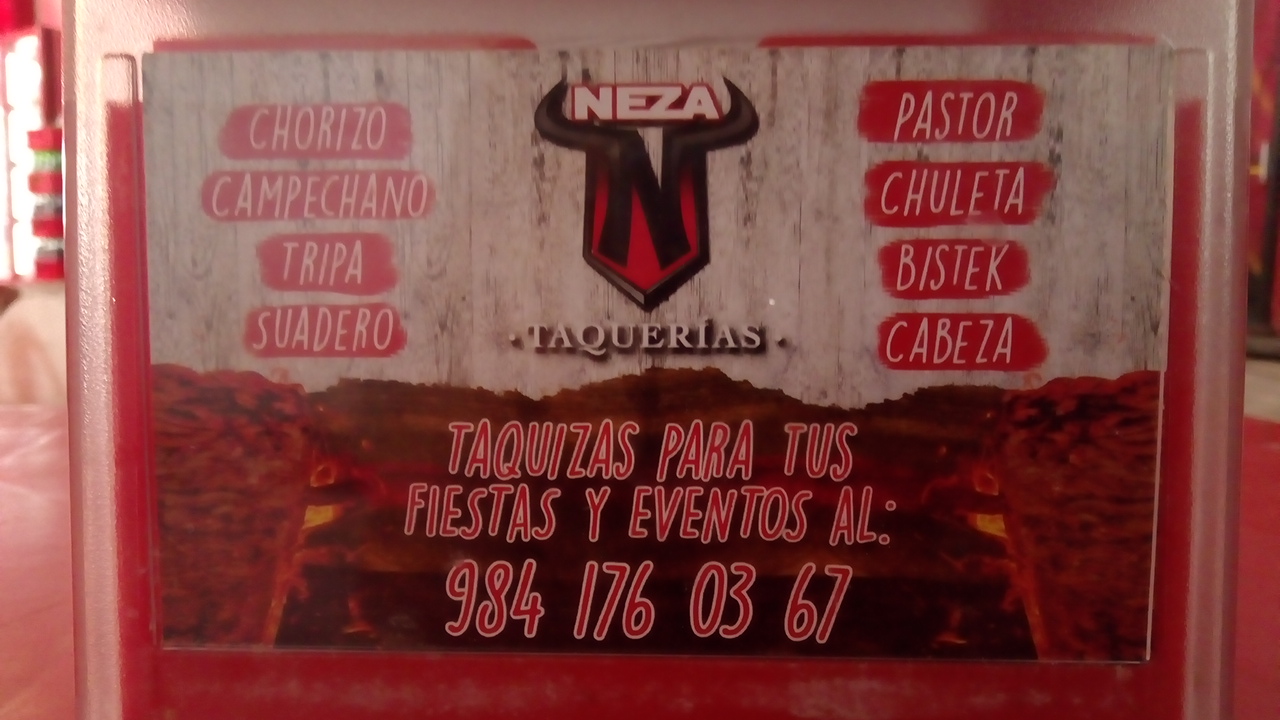 NEZA
N
TAQUERÍAS
CHORIZO
CAMPECHANO
TRIPA
SUADERO
PASTOR
CHULETA
BISTEK
CABEZA
TAQUIZAS PARA TUS
FIESTAS Y EVENTOS AL:
984 176 03 67